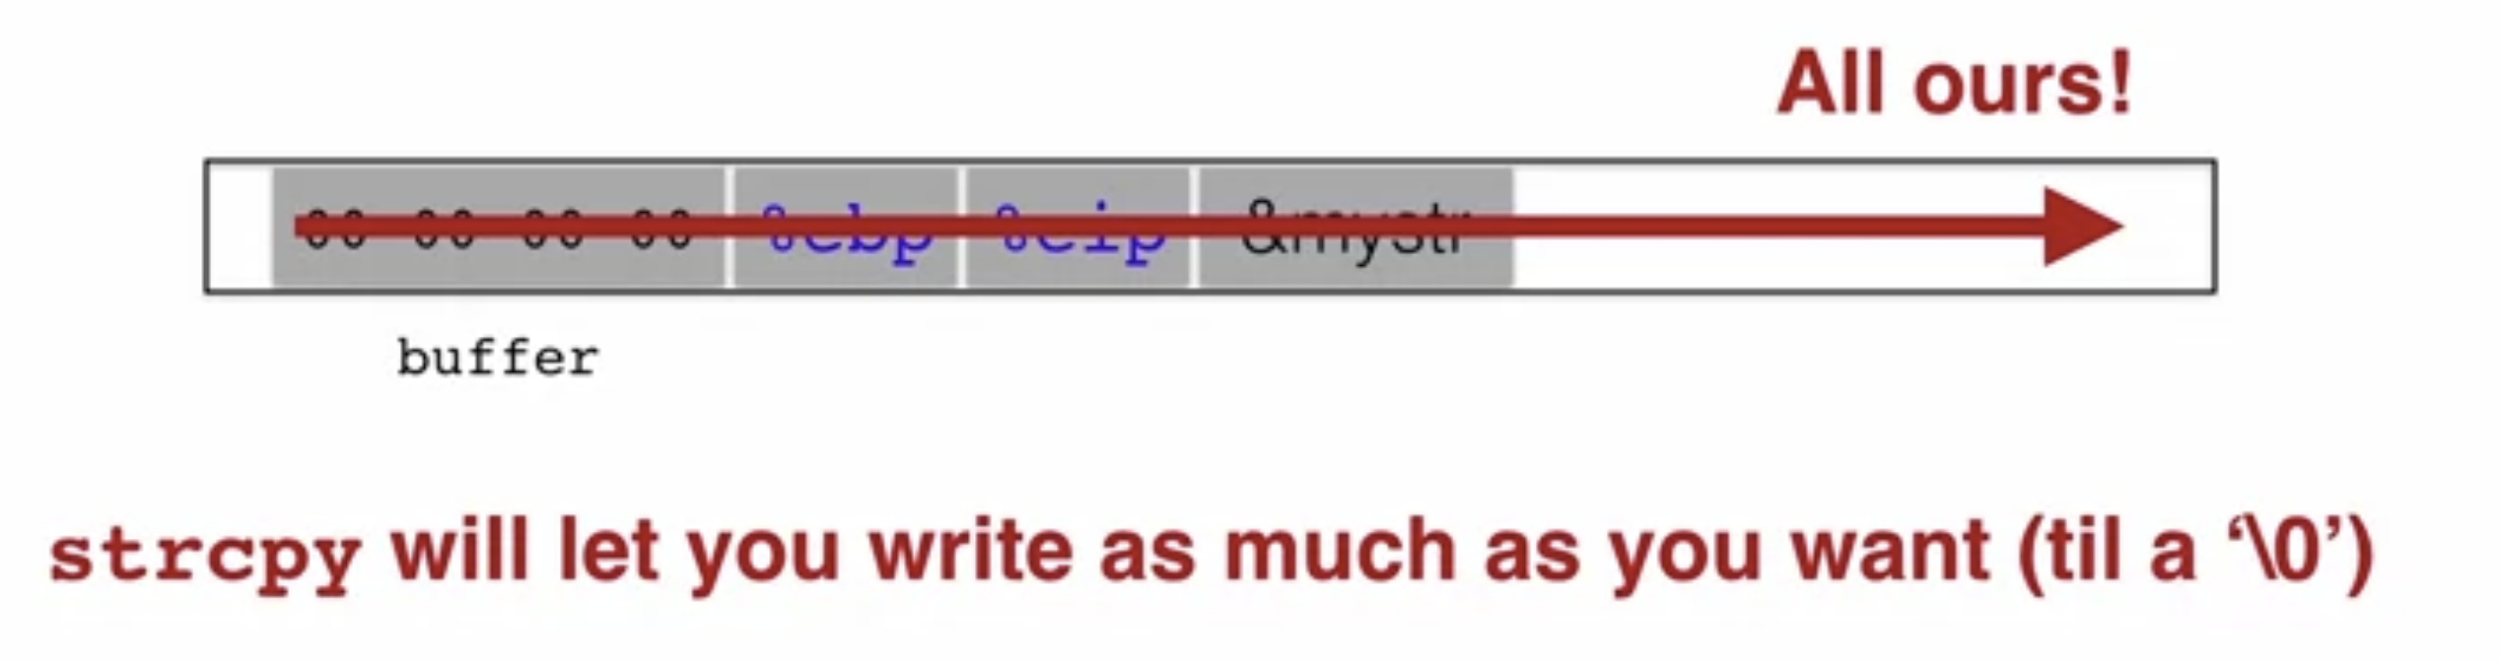 All ours!
00 00 00 00 %ebp %eip &mystr
buffer
strcpy will let you write as much as you want (til a ‘\0’)